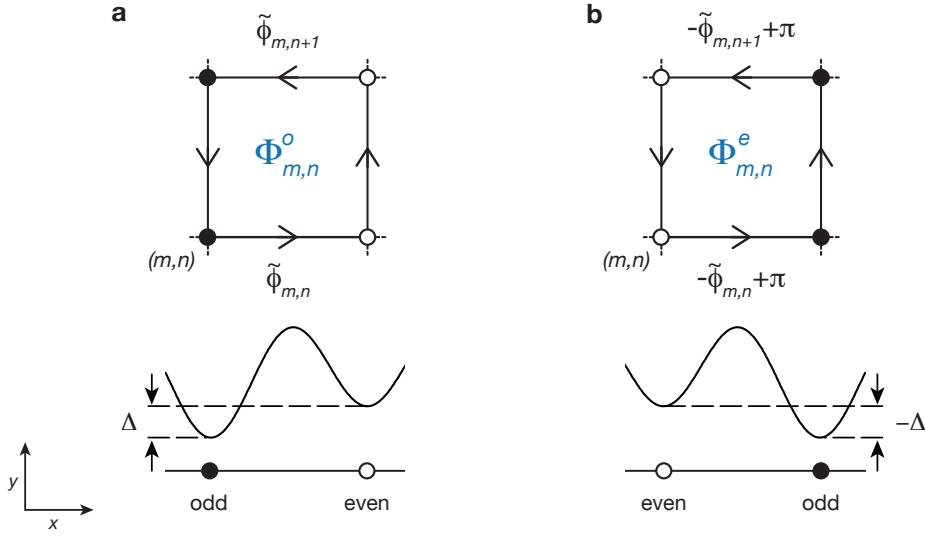 a
ϕ̃m,n+1
Φᵒm,n
(m,n)
ϕ̃m,n
Δ
odd
even
y
x
b
-ϕ̃m,n+1+π
Φᵉm,n
(m,n)
-ϕ̃m,n+π
−Δ
even
odd